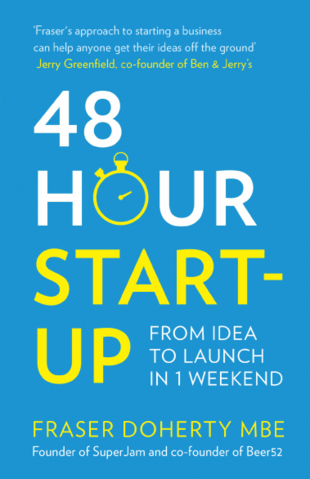 'Fraser's approach to starting a business
can help anyone get their ideas off the ground'
Jerry Greenfield, co-founder of Ben & Jerry's
48
HOUR
START-
UP
FROM IDEA
TO LAUNCH
IN 1 WEEKEND
FRASER DOHERTY MBE
Founder of SuperJam and co-founder of Beer52